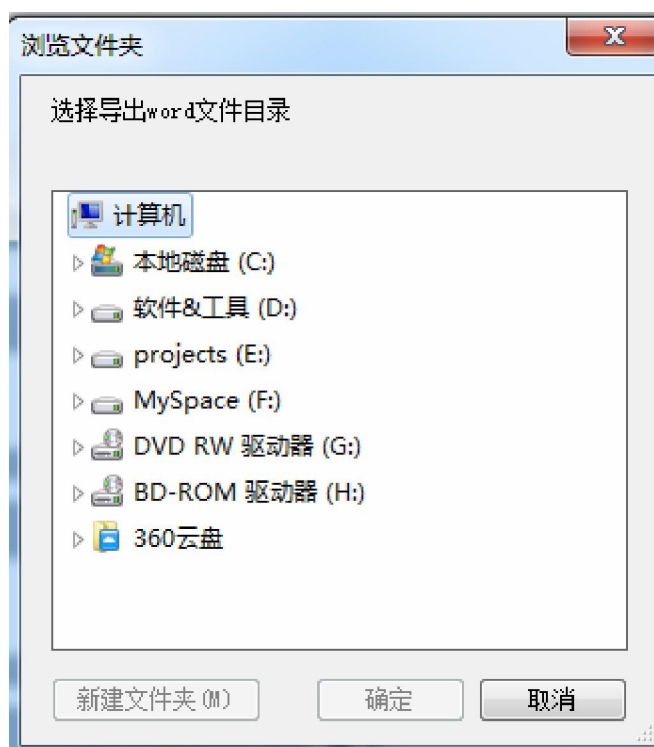 浏览文件夹
选择导出word文件目录
计算机
本地磁盘 (C:)
软件&工具 (D:)
projects (E:)
MySpace (F:)
DVD RW 驱动器 (G:)
BD-ROM 驱动器 (H:)
360云盘
新建文件夹(M) 确定 取消